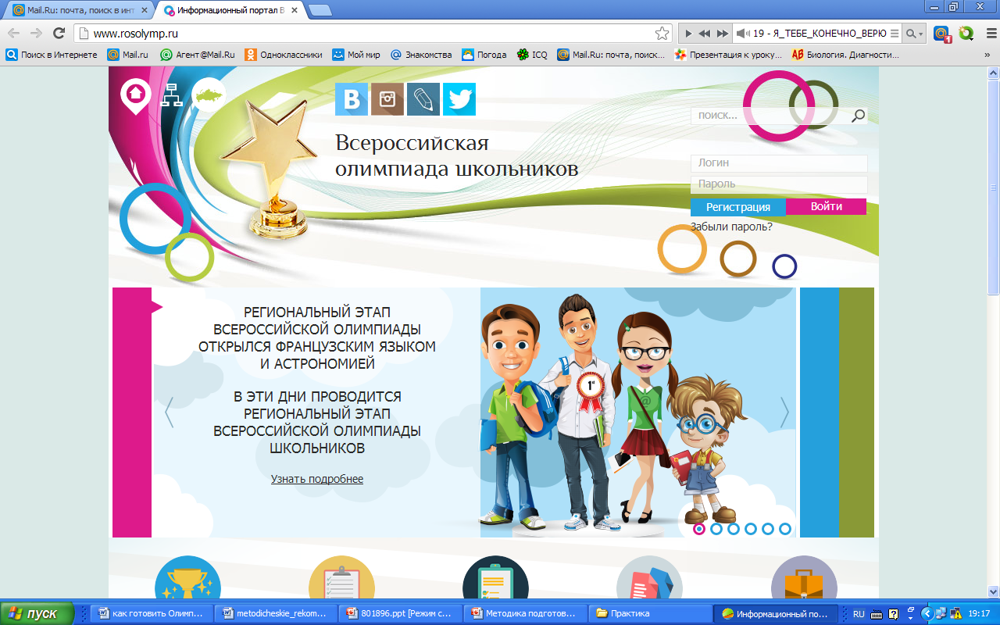 Mail.Ru: почта, поиск в инт
Информационный портал В
www.rosolymp.ru
19 - Я_ТЕБЕ_КОНЕЧНО_ВЕРЮ
1
Поиск в Интернете
Mail.ru
Агент@Mail.Ru
Одноклассники
Мой мир
Знакомства
Погода
ICQ
Mail.Ru: почта, поиск...
Презентация к уроку...
АВ Биология. Диагности...
»
B
Всероссийская
олимпиада школьников
поиск...
Логин
Пароль
Регистрация
Войти
Забыли пароль?
РЕГИОНАЛЬНЫЙ ЭТАП
ВСЕРОССИЙСКОЙ ОЛИМПИАДЫ
ОТКРЫЛСЯ ФРАНЦУЗСКИМ ЯЗЫКОМ
И АСТРОНОМИЕЙ
В ЭТИ ДНИ ПРОВОДИТСЯ
РЕГИОНАЛЬНЫЙ ЭТАП
ВСЕРОССИЙСКОЙ ОЛИМПИАДЫ
ШКОЛЬНИКОВ
Узнать подробнее
1st
@
пуск
как готовить Олимп...
metodicheskie_rekom...
801896.ppt [Режим с...
Методика подготов...
Практика
Информационный по...
RU
19:17